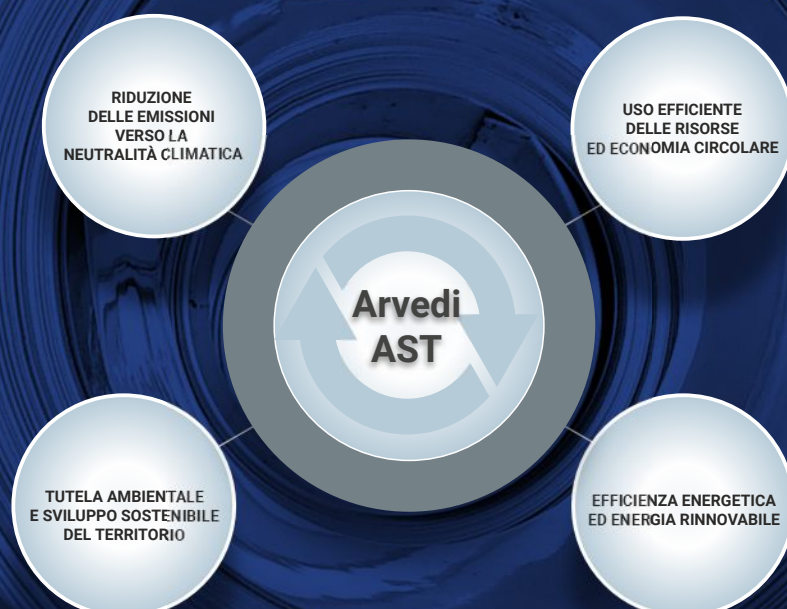 RIDUZIONE
DELLE EMISSIONI
VERSO LA
NEUTRALITÀ CLIMATICA
USO EFFICIENTE
DELLE RISORSE
ED ECONOMIA CIRCOLARE
Arvedi
AST
TUTELA AMBIENTALE
E SVILUPPO SOSTENIBILE
DEL TERRITORIO
EFFICIENZA ENERGETICA
ED ENERGIA RINNOVABILE